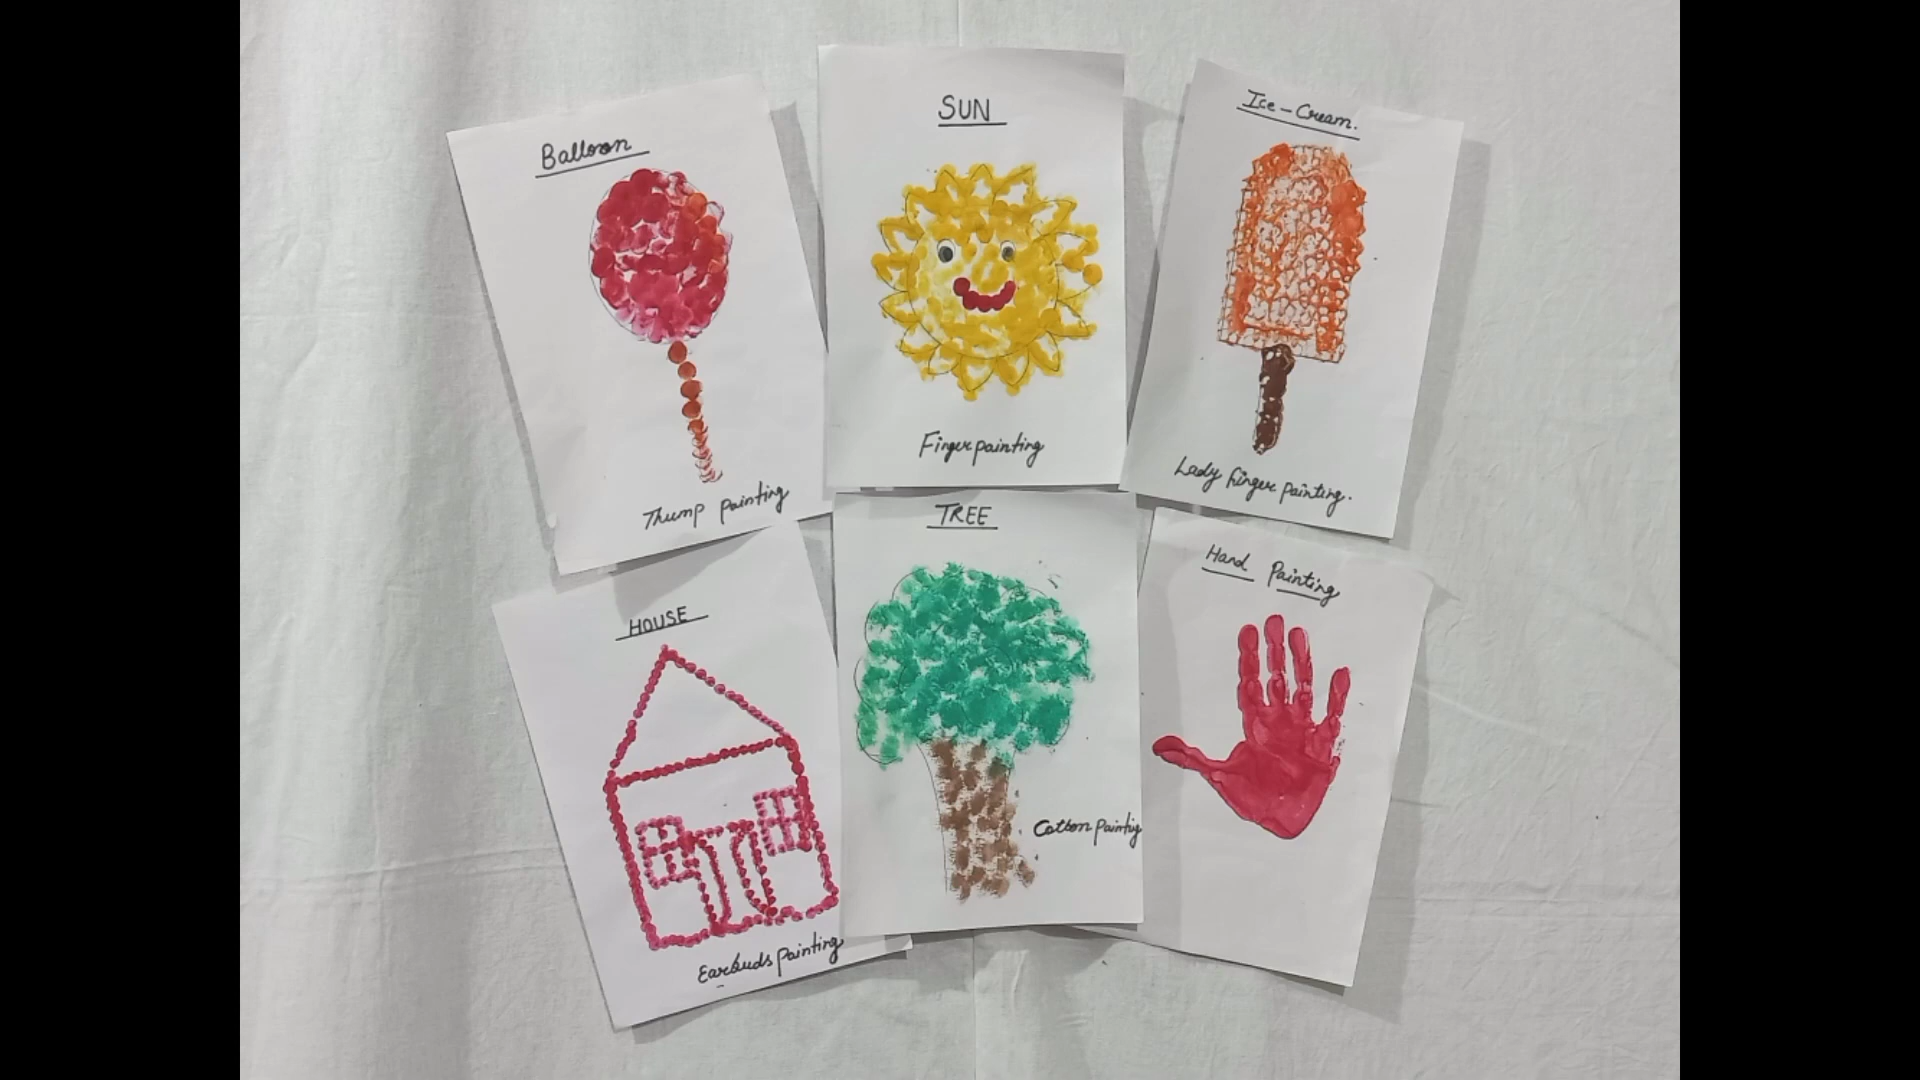 Balloon
Thump painting
SUN
Fingerpainting
Ice-Cream.
Lady finger painting.
HOUSE
Earbuds painting
TREE
Cotton painting
Hand Painting